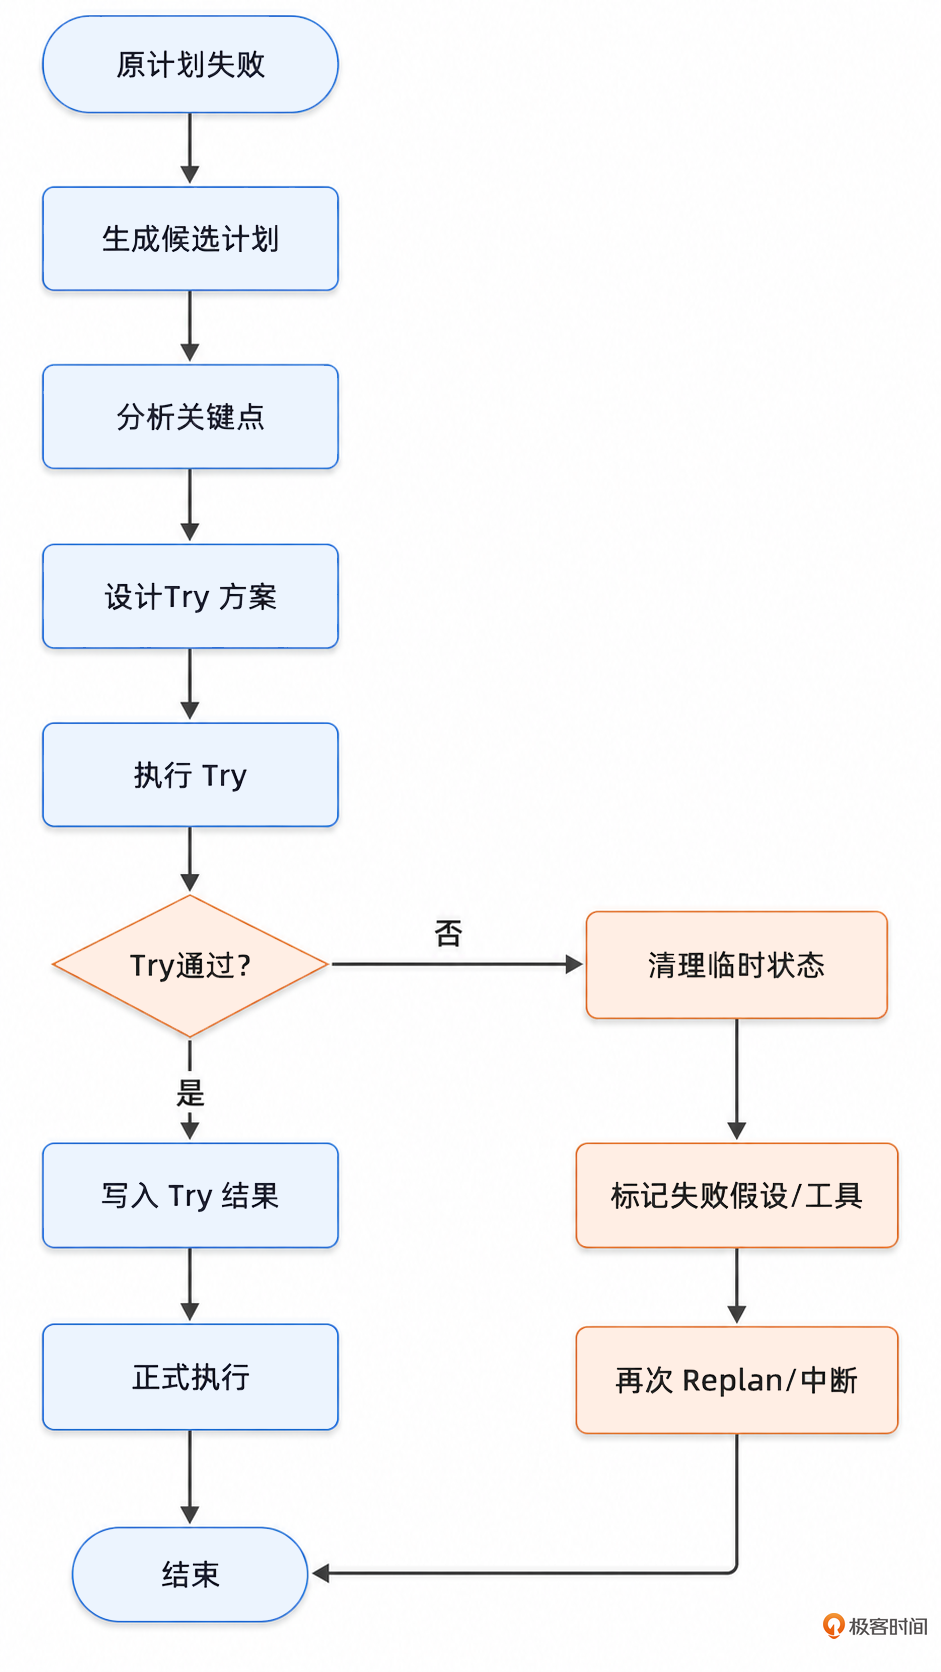 原计划失败
生成候选计划
分析关键点
设计Try 方案
执行 Try
Try通过?
否
清理临时状态
是
写入 Try 结果
标记失败假设/工具
正式执行
再次 Replan/中断
结束
极客时间